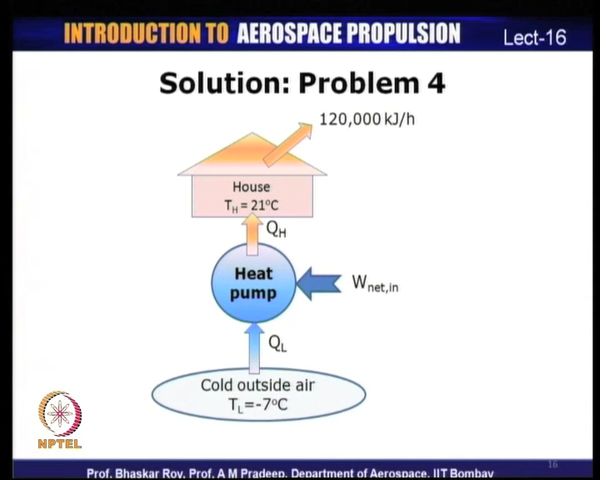 INTRODUCTION TO AEROSPACE PROPULSION Lect-16
Solution: Problem 4
120,000 kJ/h
House
T_H = 21°C
Q_H
Heat
pump
W_net,in
Q_L
Cold outside air
T_L=-7°C
NPTEL
16
Prof. Bhaskar Roy, Prof. A M Pradeep, Department of Aerospace, IIT Bombay